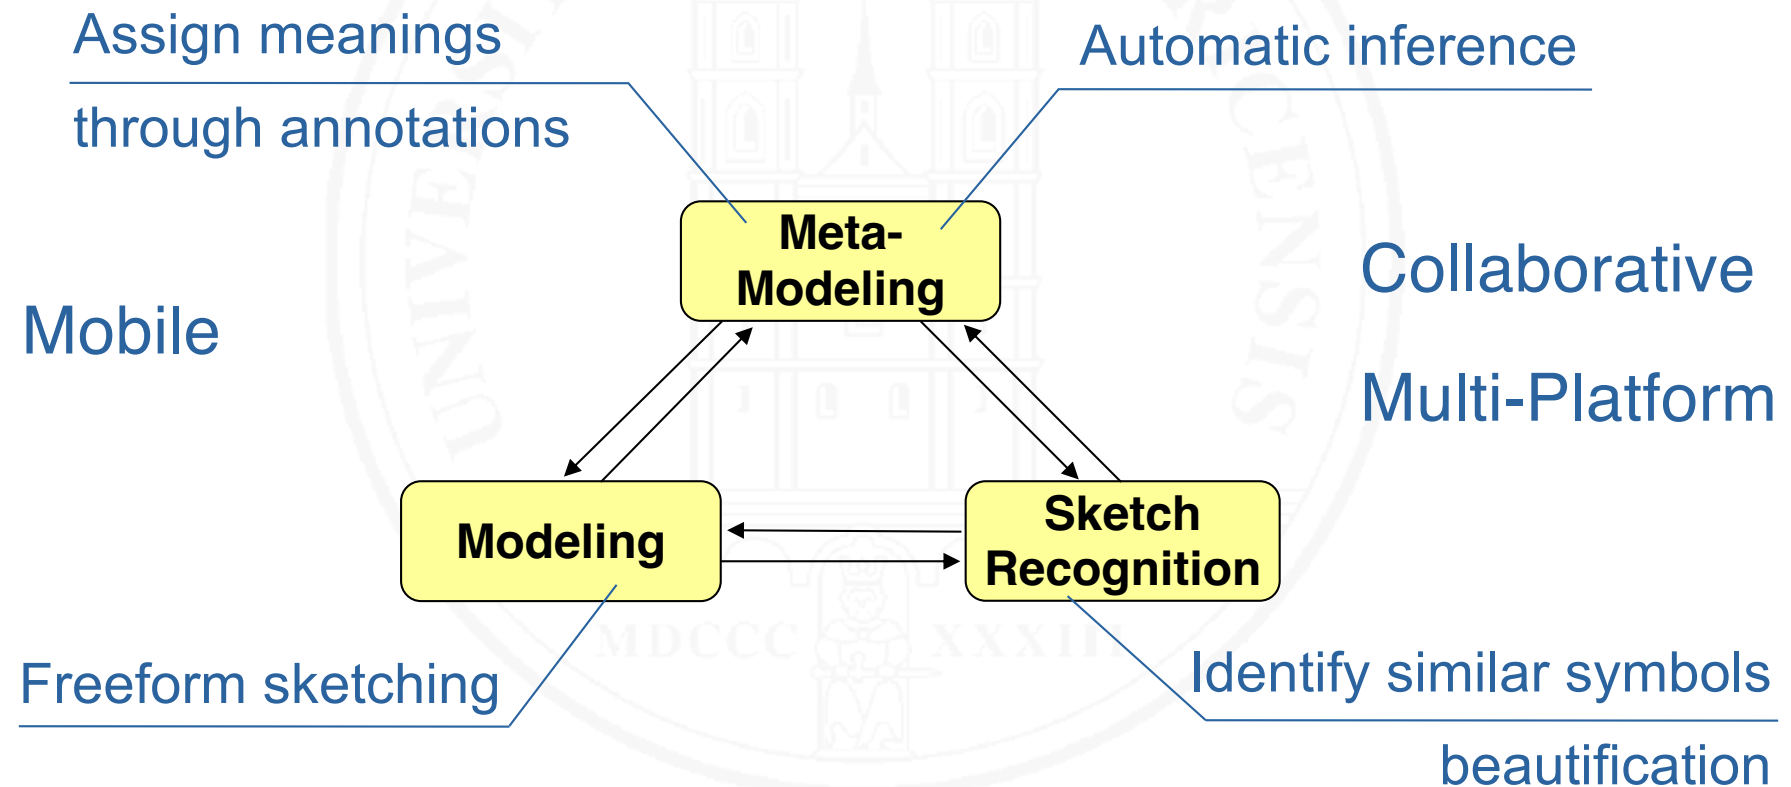 Assign meanings
through annotations
Automatic inference
Meta-
Modeling
Mobile
Collaborative
Multi-Platform
Modeling
Sketch
Recognition
Freeform sketching
Identify similar symbols
beautification
MDCCC